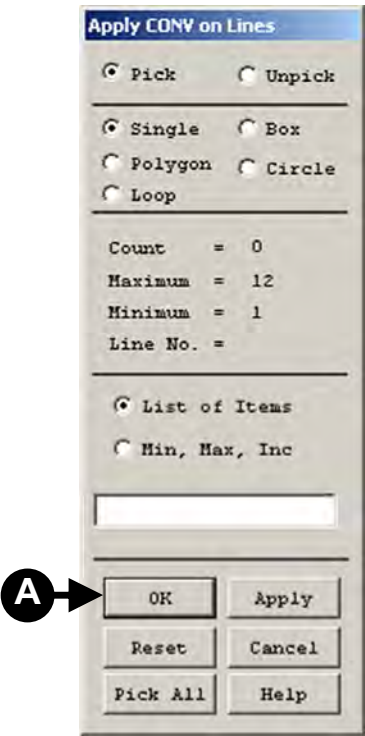 Apply CONV on Lines
Pick Unpick
Single Box
Polygon Circle
Loop
Count = 0
Maximum = 12
Minimum = 1
Line No. =
List of Items
Min, Max, Inc
A OK Apply
Reset Cancel
Pick All Help